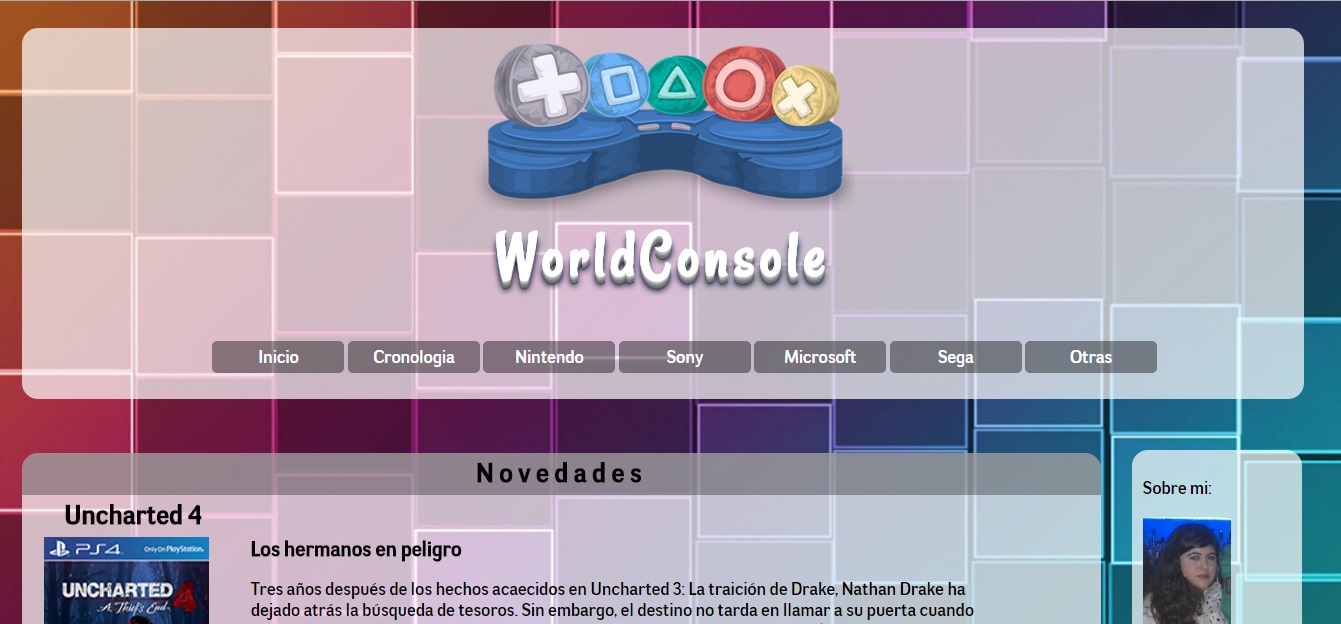 WorldConsole
Inicio
Cronologia
Nintendo
Sony
Microsoft
Sega
Otras
Novedades
Sobre mi:
Uncharted 4
PS4
Only On PlayStation.
UNCHARTED 4
A Thief's End
Los hermanos en peligro
Tres años después de los hechos acaecidos en Uncharted 3: La traición de Drake, Nathan Drake ha
dejado atrás la búsqueda de tesoros. Sin embargo, el destino no tarda en llamar a su puerta cuando